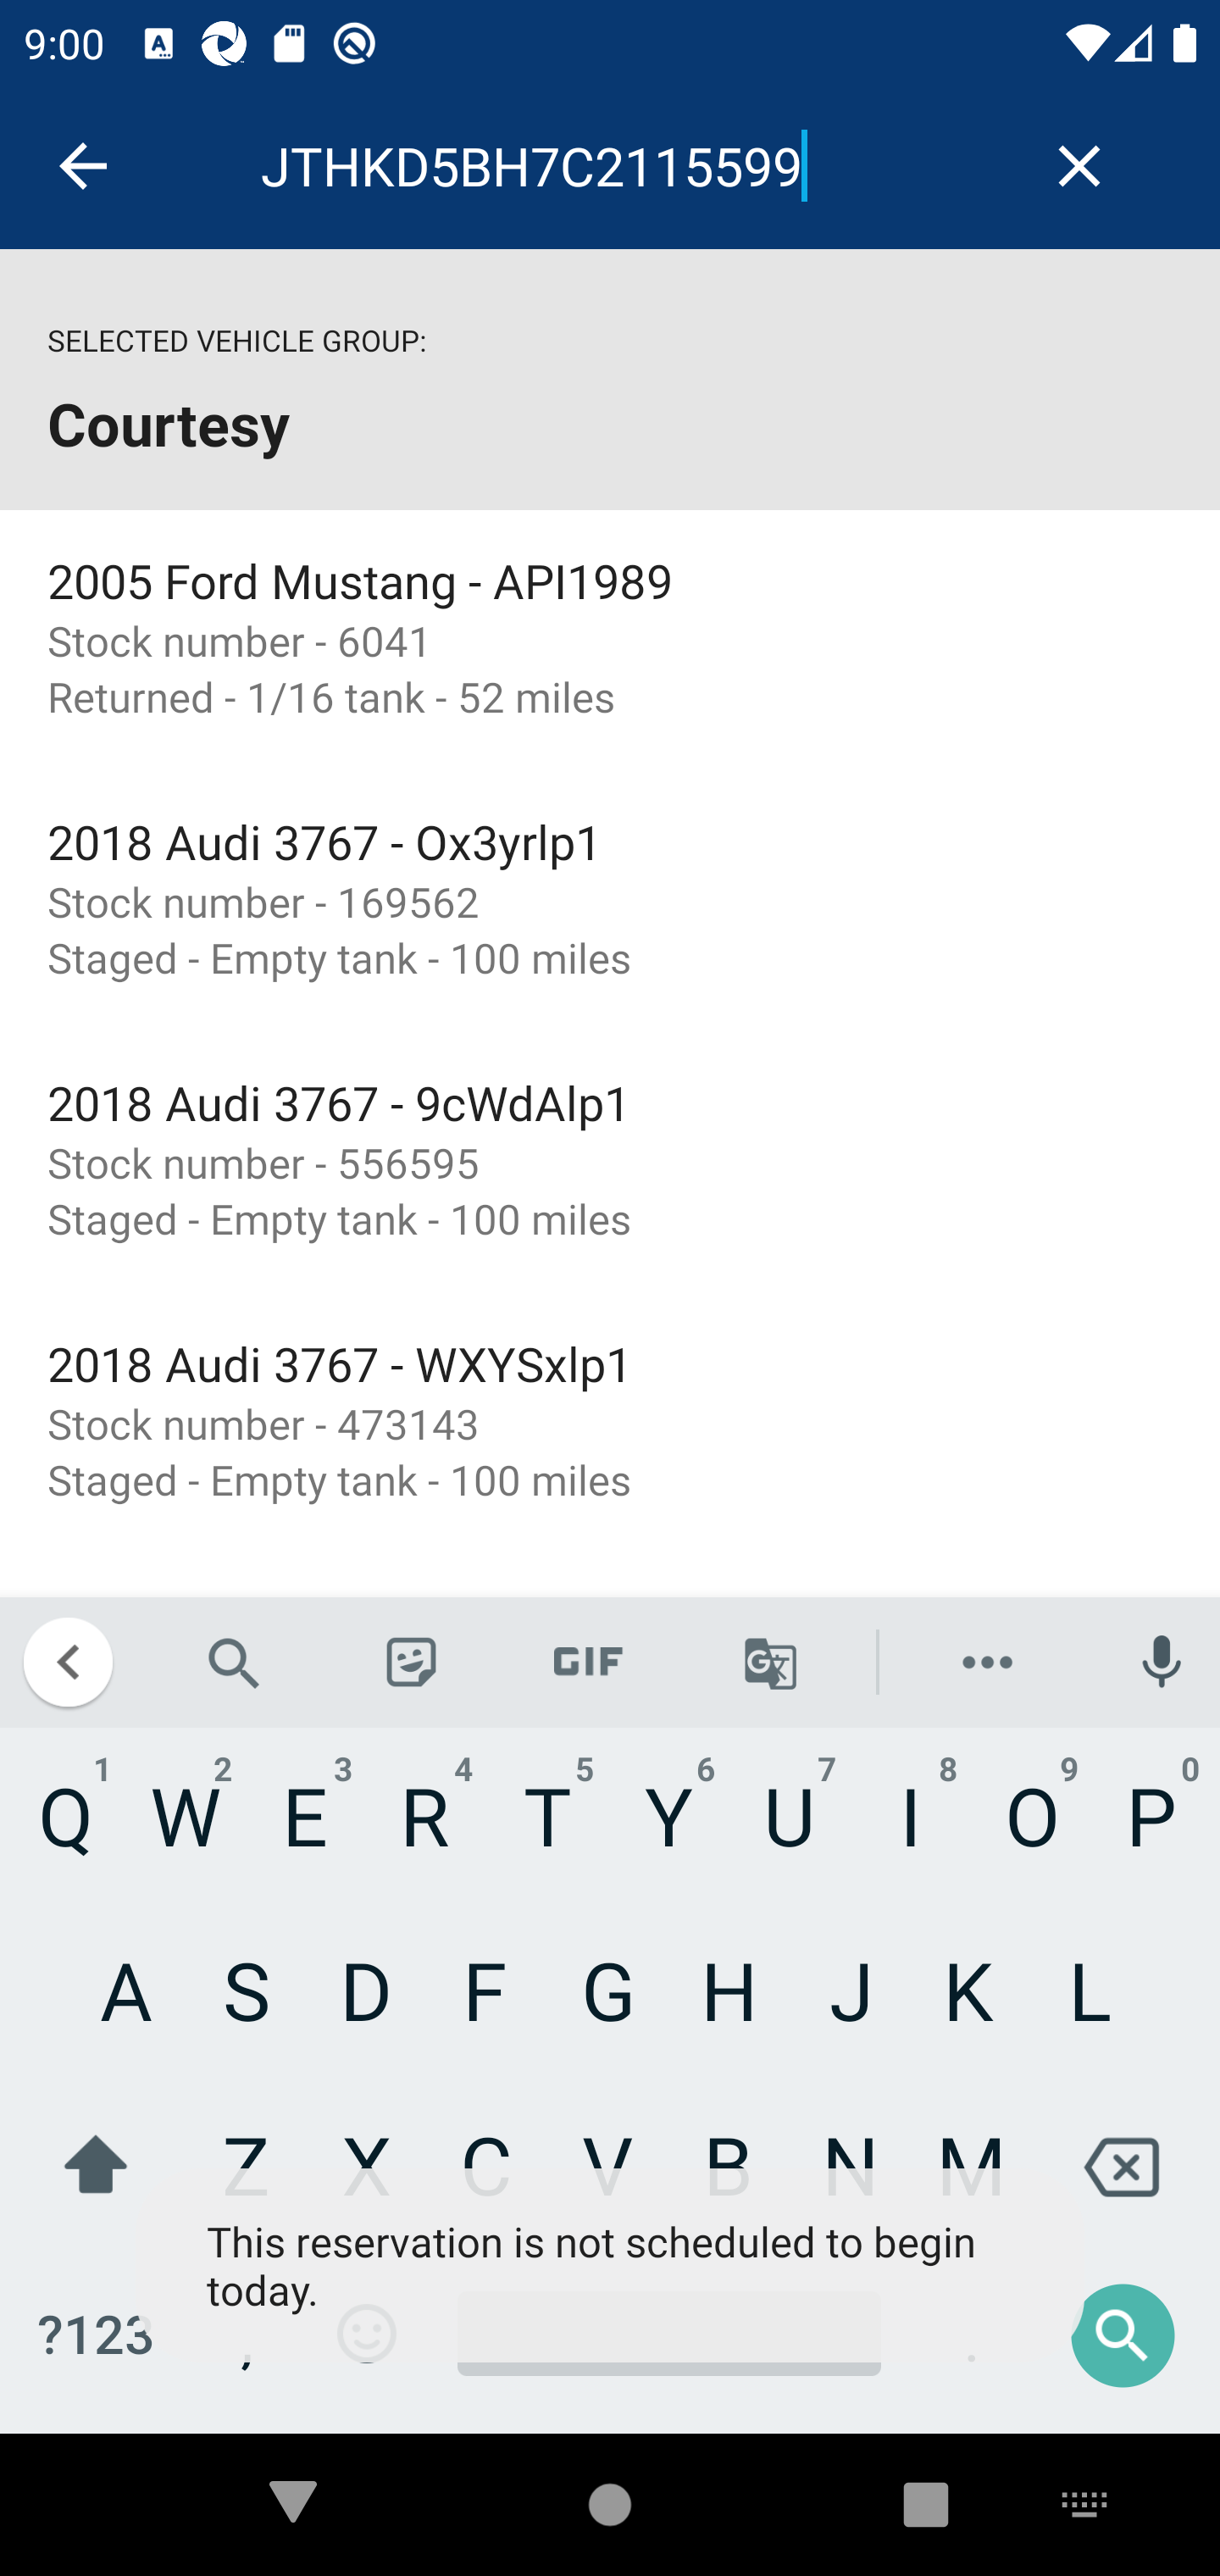 9:00
JTHKD5BH7C2115599
SELECTED VEHICLE GROUP:
Courtesy
2005 Ford Mustang - API1989
Stock number - 6041
Returned - 1/16 tank - 52 miles
2018 Audi 3767 - Ox3yrlp1
Stock number - 169562
Staged - Empty tank - 100 miles
2018 Audi 3767 - 9cWdAlp1
Stock number - 556595
Staged - Empty tank - 100 miles
2018 Audi 3767 - WXYSxlp1
Stock number - 473143
Staged - Empty tank - 100 miles
GIF
1 2 3 4 5 6 7 8 9 0
Q W E R T Y U I O P
A S D F G H J K L
Z X C V B N M
This reservation is not scheduled to begin
today.
?123 , .